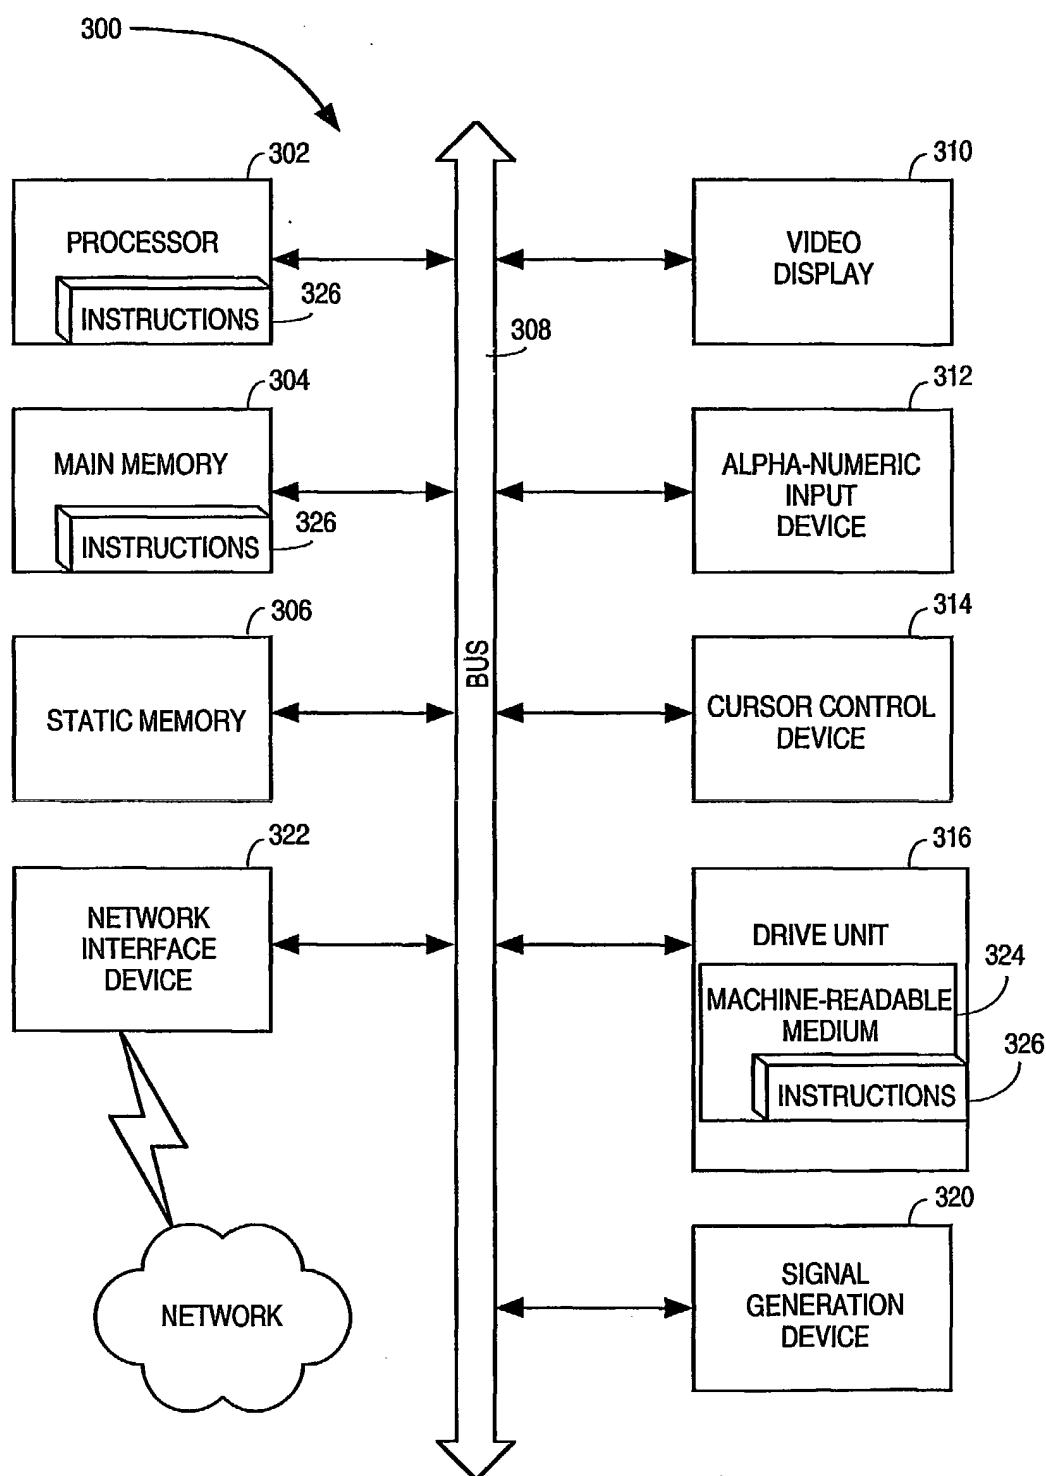 300
302
PROCESSOR
326
INSTRUCTIONS
304
MAIN MEMORY
326
INSTRUCTIONS
306
STATIC MEMORY
322
NETWORK
INTERFACE
DEVICE
NETWORK
308
BUS
310
VIDEO
DISPLAY
312
ALPHA-NUMERIC
INPUT
DEVICE
314
CURSOR CONTROL
DEVICE
316
DRIVE UNIT
324
MACHINE-READABLE
MEDIUM
326
INSTRUCTIONS
320
SIGNAL
GENERATION
DEVICE